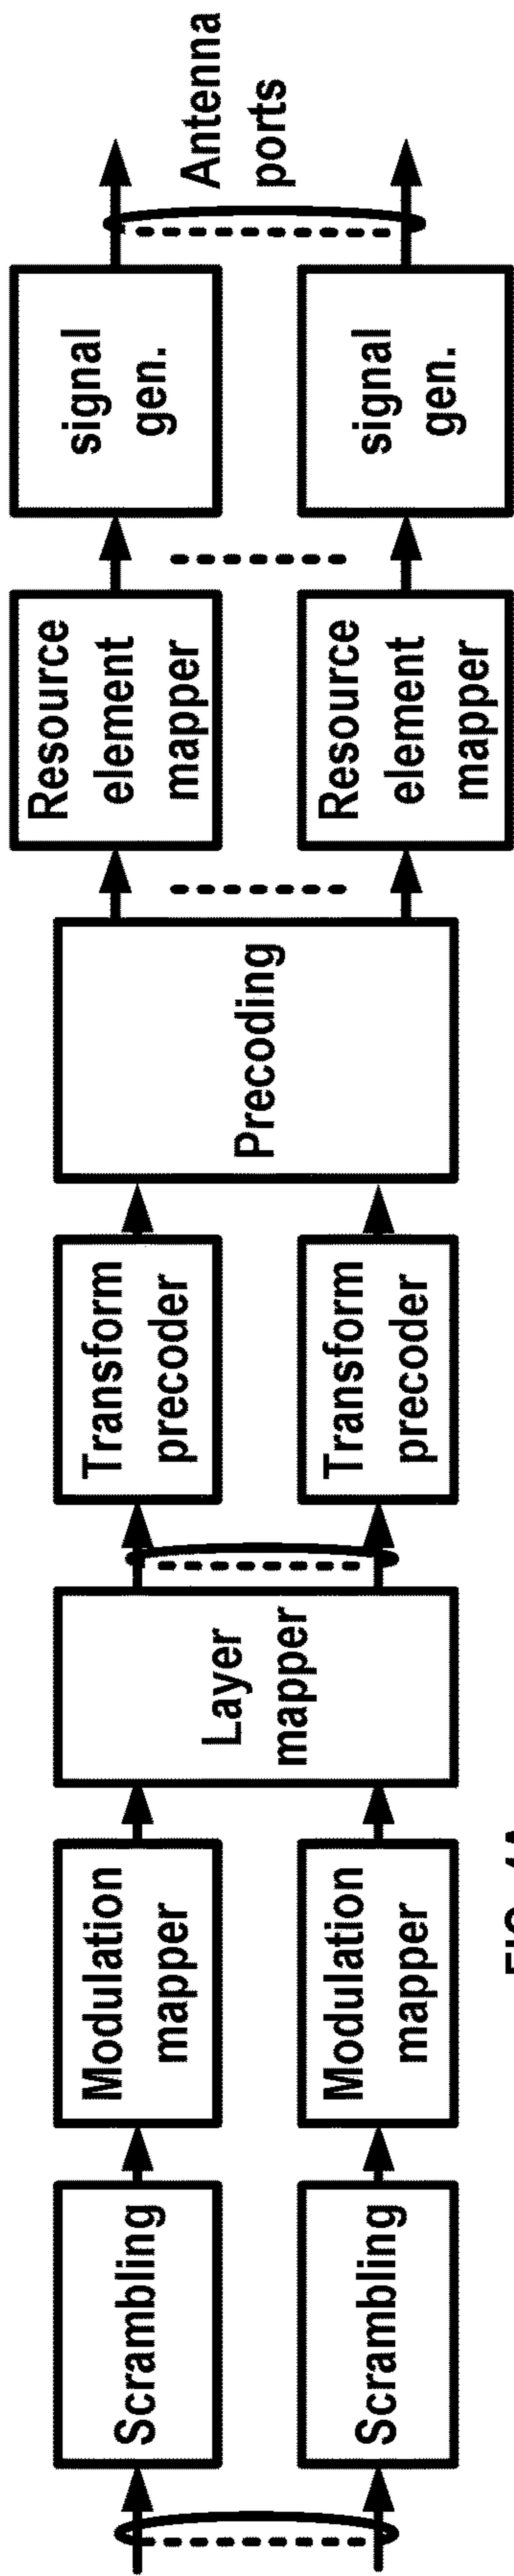 Scrambling
Scrambling
Modulation
mapper
Modulation
mapper
Layer
mapper
Transform
precoder
Transform
precoder
Precoding
Resource
element
mapper
Resource
element
mapper
signal
gen.
signal
gen.
Antenna
ports